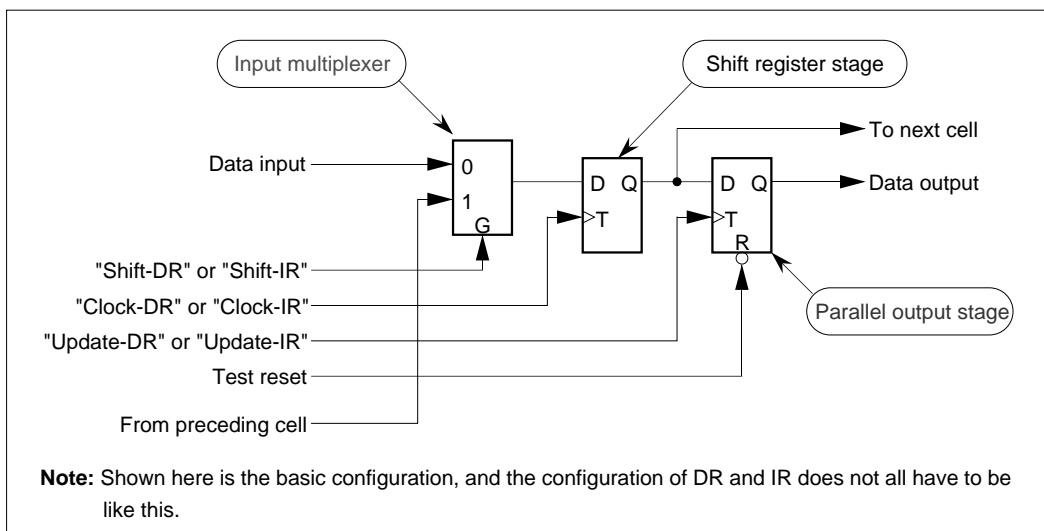 Input multiplexer
Shift register stage
To next cell
Data input
0
D Q
D Q
Data output
1
T
T
G
R
"Shift-DR" or "Shift-IR"
"Clock-DR" or "Clock-IR"
Parallel output stage
"Update-DR" or "Update-IR"
Test reset
From preceding cell
Note: Shown here is the basic configuration, and the configuration of DR and IR does not all have to be
like this.